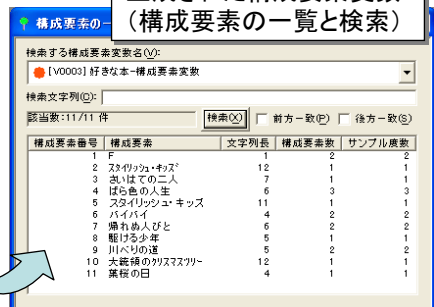 (構成要素の一覧と検索)
構成要素の一
検索する構成要素変数名(V):
[V0003] 好きな本-構成要素変数
検索文字列(C):
該当数:11/11 件 検索(X) 前方一致(P) 後方一致(S)
構成要素番号 構成要素 文字列長 構成要素数 サンプル度数
1 F 1 2 2
2 ｽﾀｲﾘｯｼｭ･ｷｯｽﾞ 12 1 1
3 さいはての二人 7 1 1
4 ばら色の人生 6 3 3
5 スタイリッシュ・キッズ 11 1 1
6 バイバイ 4 2 2
7 帰れぬ人びと 6 2 2
8 駆ける少年 5 1 1
9 川べりの道 5 2 2
10 大統領のｸﾘｽﾏｽﾂﾘｰ 12 1 1
11 葉桜の日 4 1 1